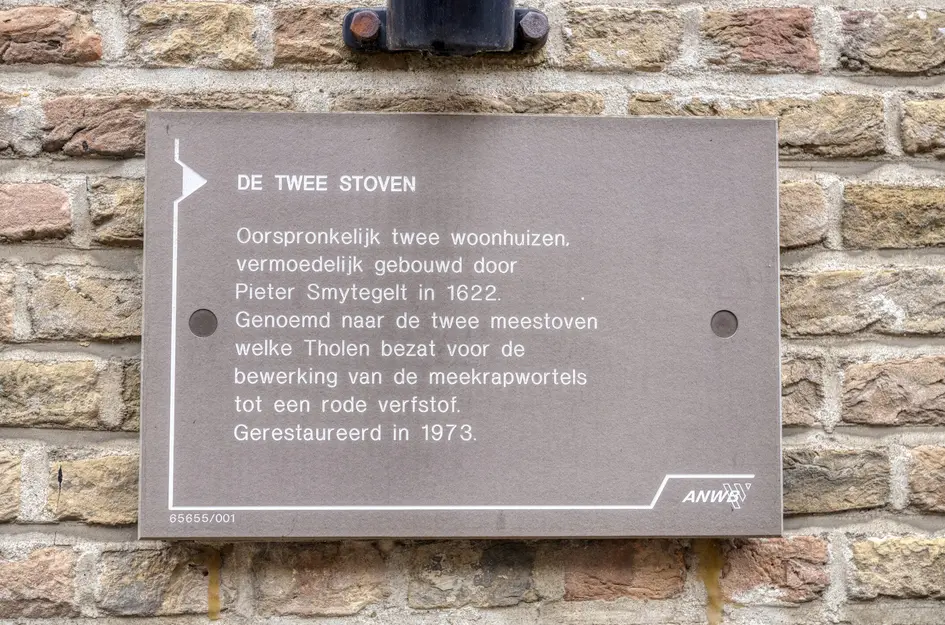 DE TWEE STOVEN
Oorspronkelijk twee woonhuizen,
vermoedelijk gebouwd door
Pieter Smytegelt in 1622.
Genoemd naar de twee meestoven
welke Tholen bezat voor de
bewerking van de meekrapwortels
tot een rode verfstof.
Gerestaureerd in 1973.
ANWB
65655/001